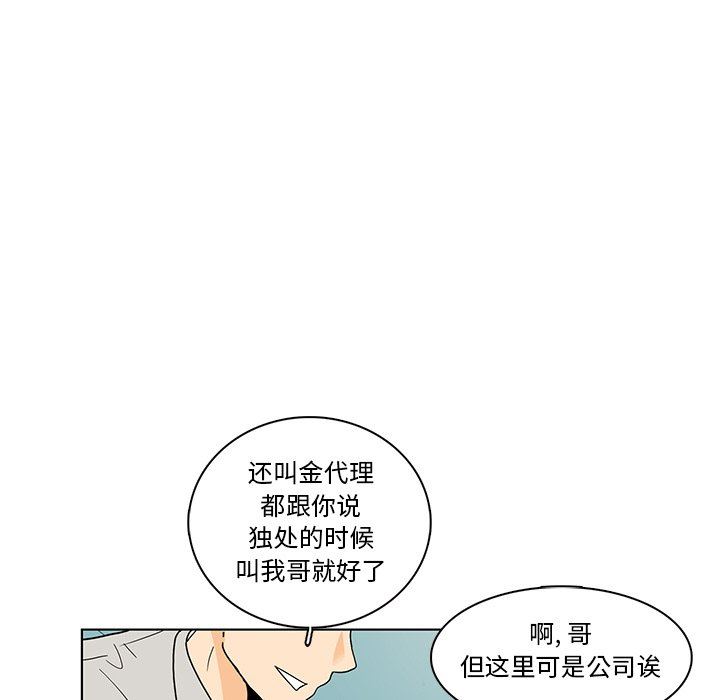 还叫金代理
都跟你说
独处的时候
叫我哥就好了
啊,哥
但这里可是公司诶